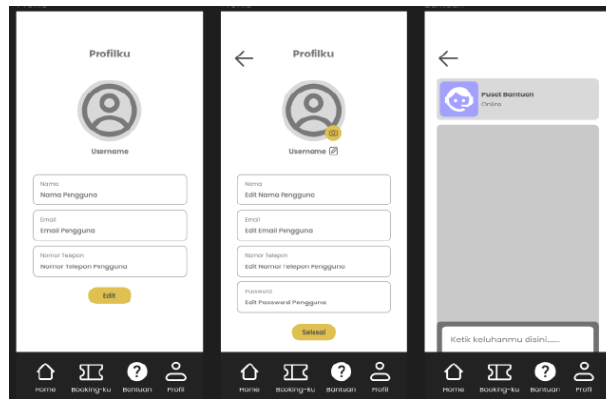 Profilku
Username
Nama
Nama Pengguna
Email
Email Pengguna
Nomor Telepon
Nomor Telepon Pengguna
Edit
Home Booking-ku Bantuan Profil
Profilku
Username
Nama
Edit Nama Pengguna
Email
Edit Email Pengguna
Nomor Telepon
Edit Nomor Telepon Pengguna
Password
Edit Password Pengguna
Selesai
Home Booking-ku Bantuan Profil
Pusat Bantuan
Online
Ketik keluhanmu disini......
Home Booking-ku Bantuan Profil